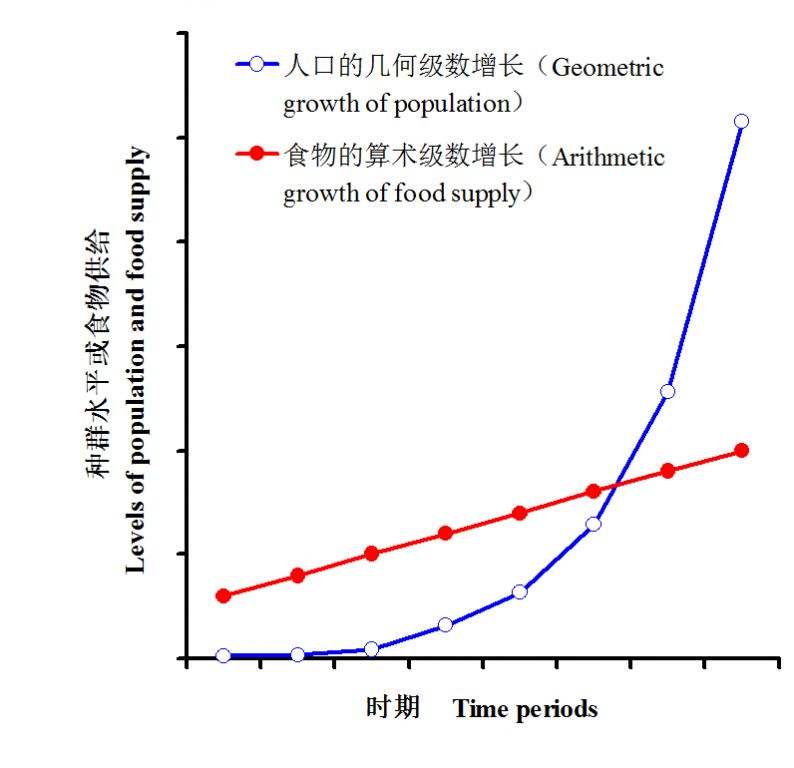 人口的几何级数增长（Geometric
growth of population）
食物的算术级数增长（Arithmetic
growth of food supply）
种群水平或食物供给
Levels of population and food supply
时期 Time periods